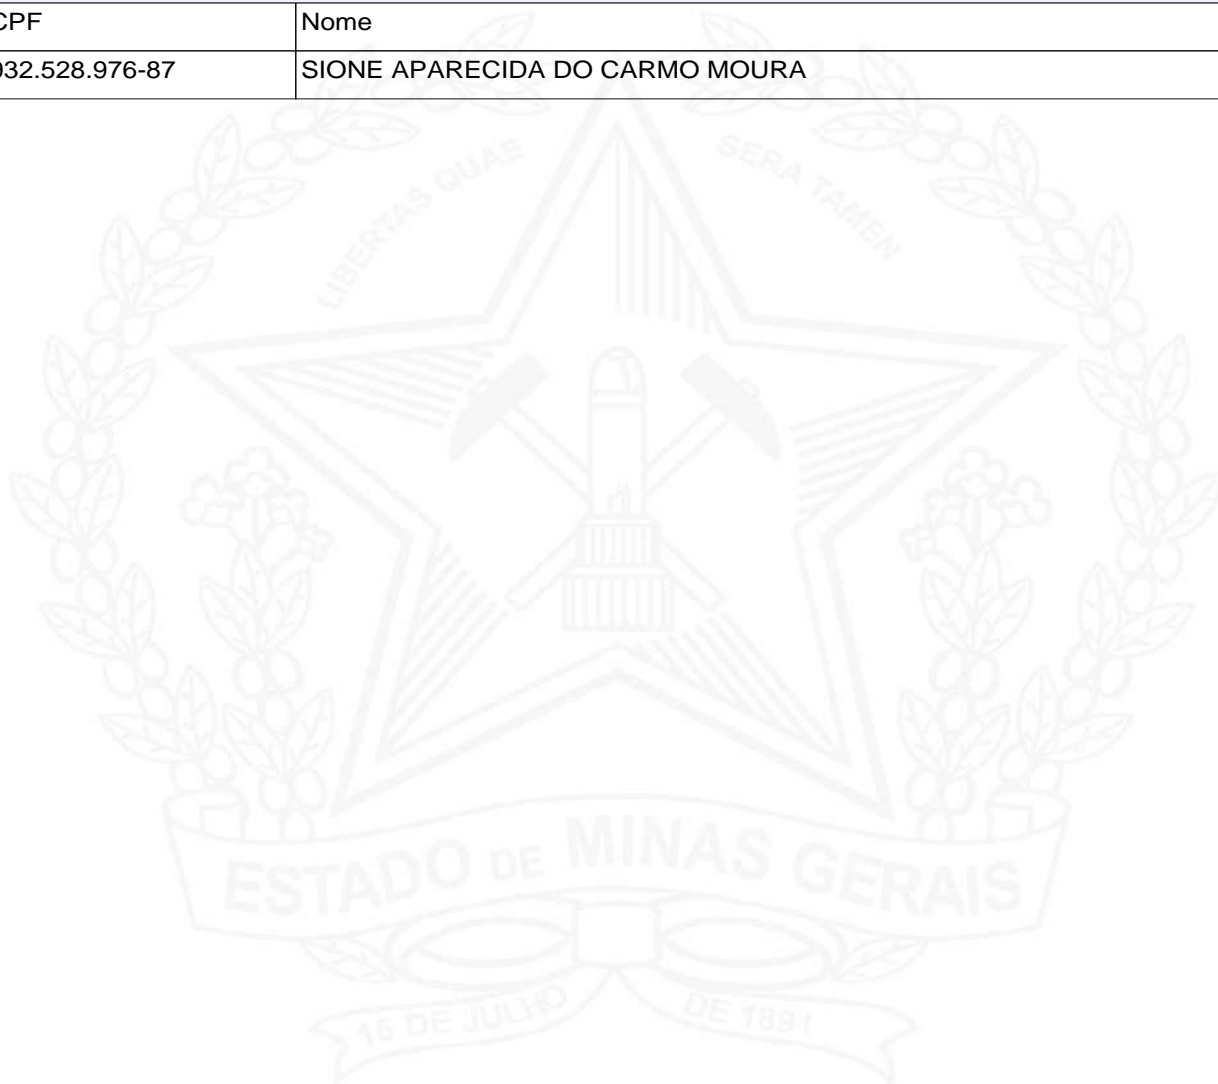 CPF Nome
932.528.976-87 SIONE APARECIDA DO CARMO MOURA
LIBERTAS QUAE SERA TAMEN
ESTADO DE MINAS GERAIS
15 DE JULHO DE 1891